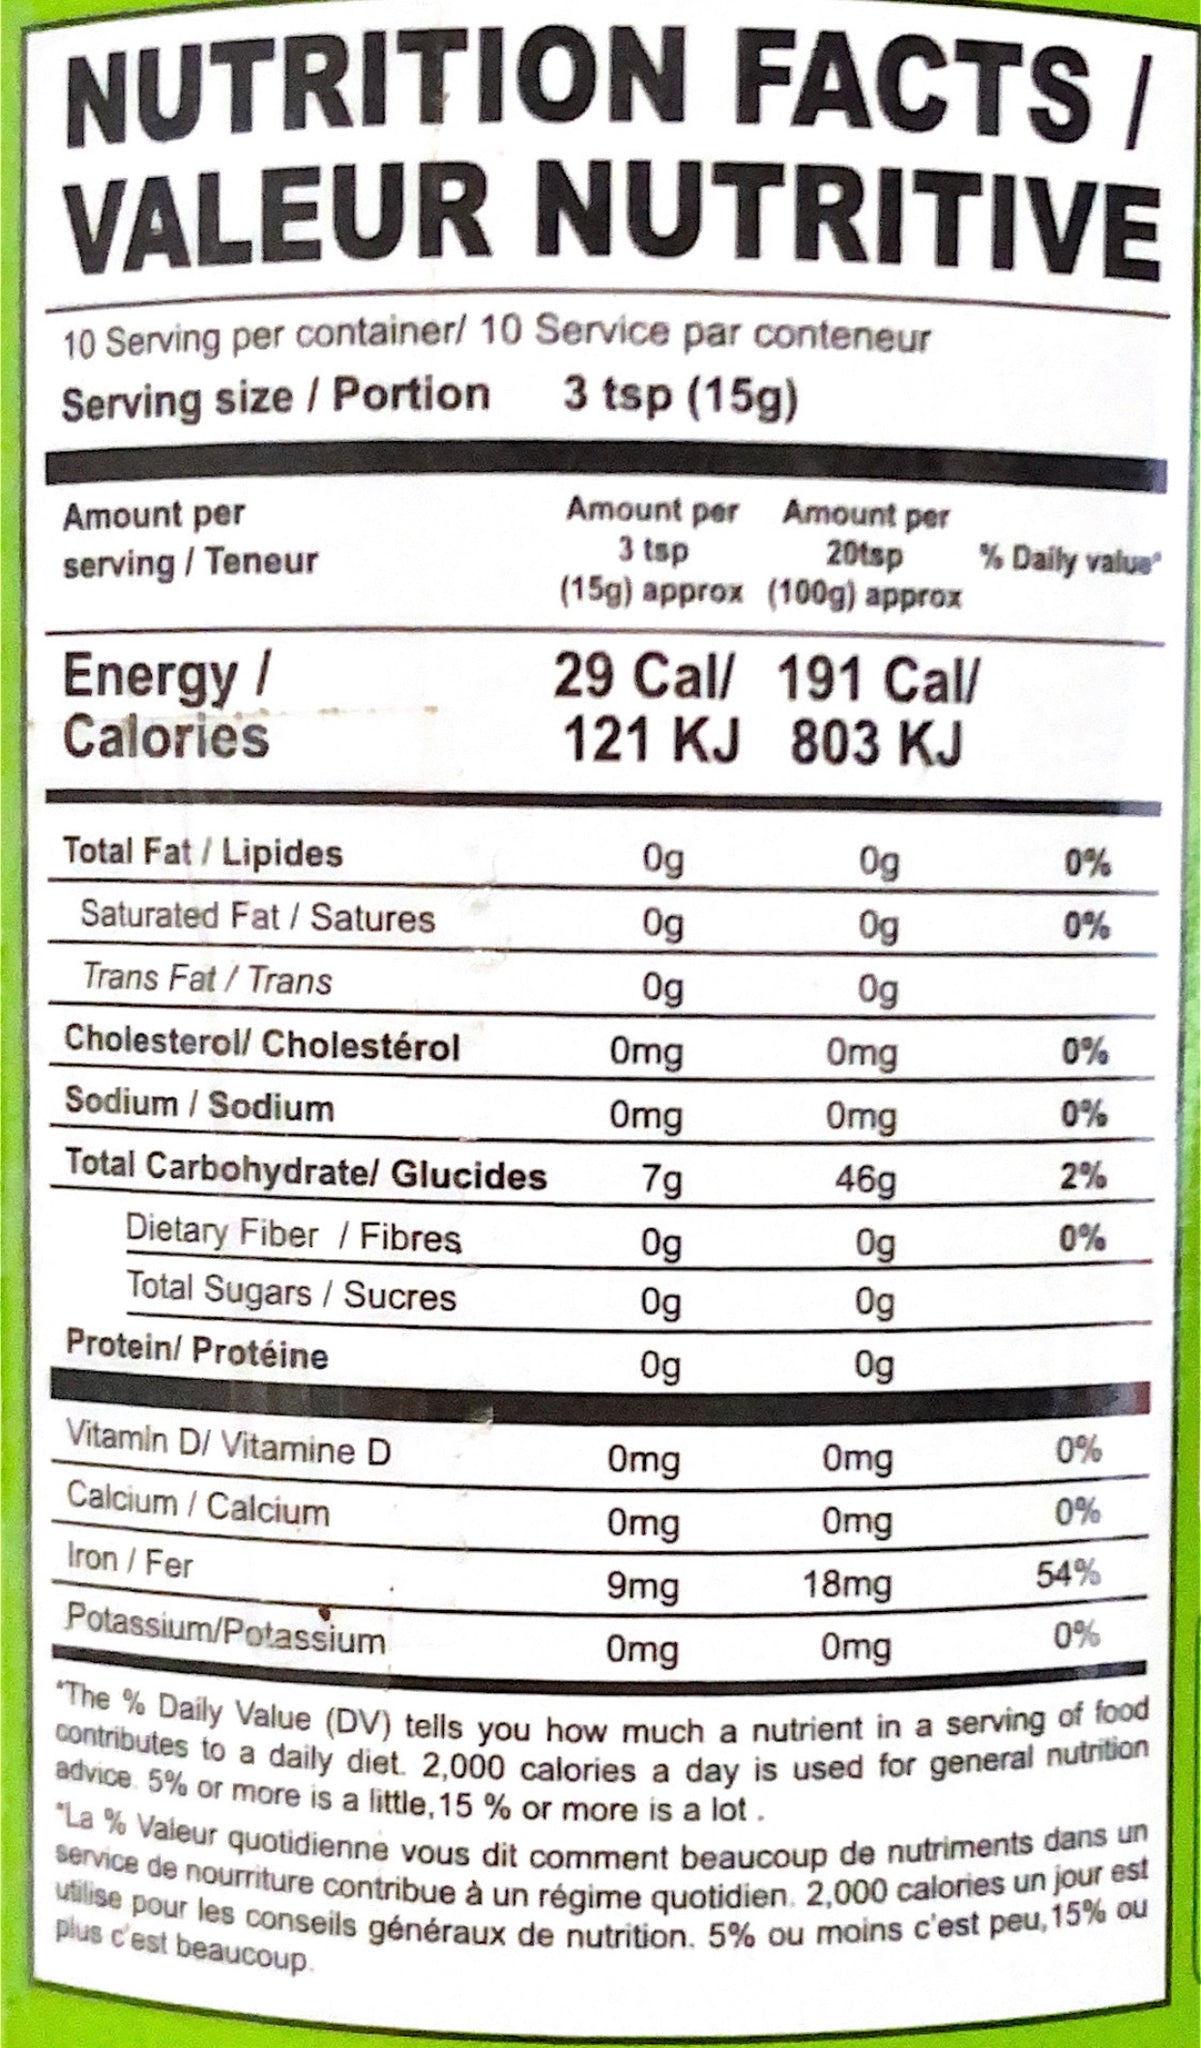 NUTRITION FACTS /
VALEUR NUTRITIVE
10 Serving per container/ 10 Service par conteneur
Serving size / Portion 3 tsp (15g)
Amount per serving / Teneur Amount per 3 tsp (15g) approx Amount per 20tsp (100g) approx % Daily value*
Energy / Calories 29 Cal/ 121 KJ 191 Cal/ 803 KJ
Total Fat / Lipides 0g 0g 0%
Saturated Fat / Satures 0g 0g 0%
Trans Fat / Trans 0g 0g
Cholesterol/ Cholestérol 0mg 0mg 0%
Sodium / Sodium 0mg 0mg 0%
Total Carbohydrate/ Glucides 7g 46g 2%
Dietary Fiber / Fibres 0g 0g 0%
Total Sugars / Sucres 0g 0g
Protein/ Protéine 0g 0g
Vitamin D/ Vitamine D 0mg 0mg 0%
Calcium / Calcium 0mg 0mg 0%
Iron / Fer 9mg 18mg 54%
Potassium/Potassium 0mg 0mg 0%
*The % Daily Value (DV) tells you how much a nutrient in a serving of food
contributes to a daily diet. 2,000 calories a day is used for general nutrition
advice. 5% or more is a little,15 % or more is a lot .
*La % Valeur quotidienne vous dit comment beaucoup de nutriments dans un
service de nourriture contribue à un régime quotidien. 2,000 calories un jour est
utilise pour les conseils généraux de nutrition. 5% ou moins c'est peu,15% ou
plus c'est beaucoup.